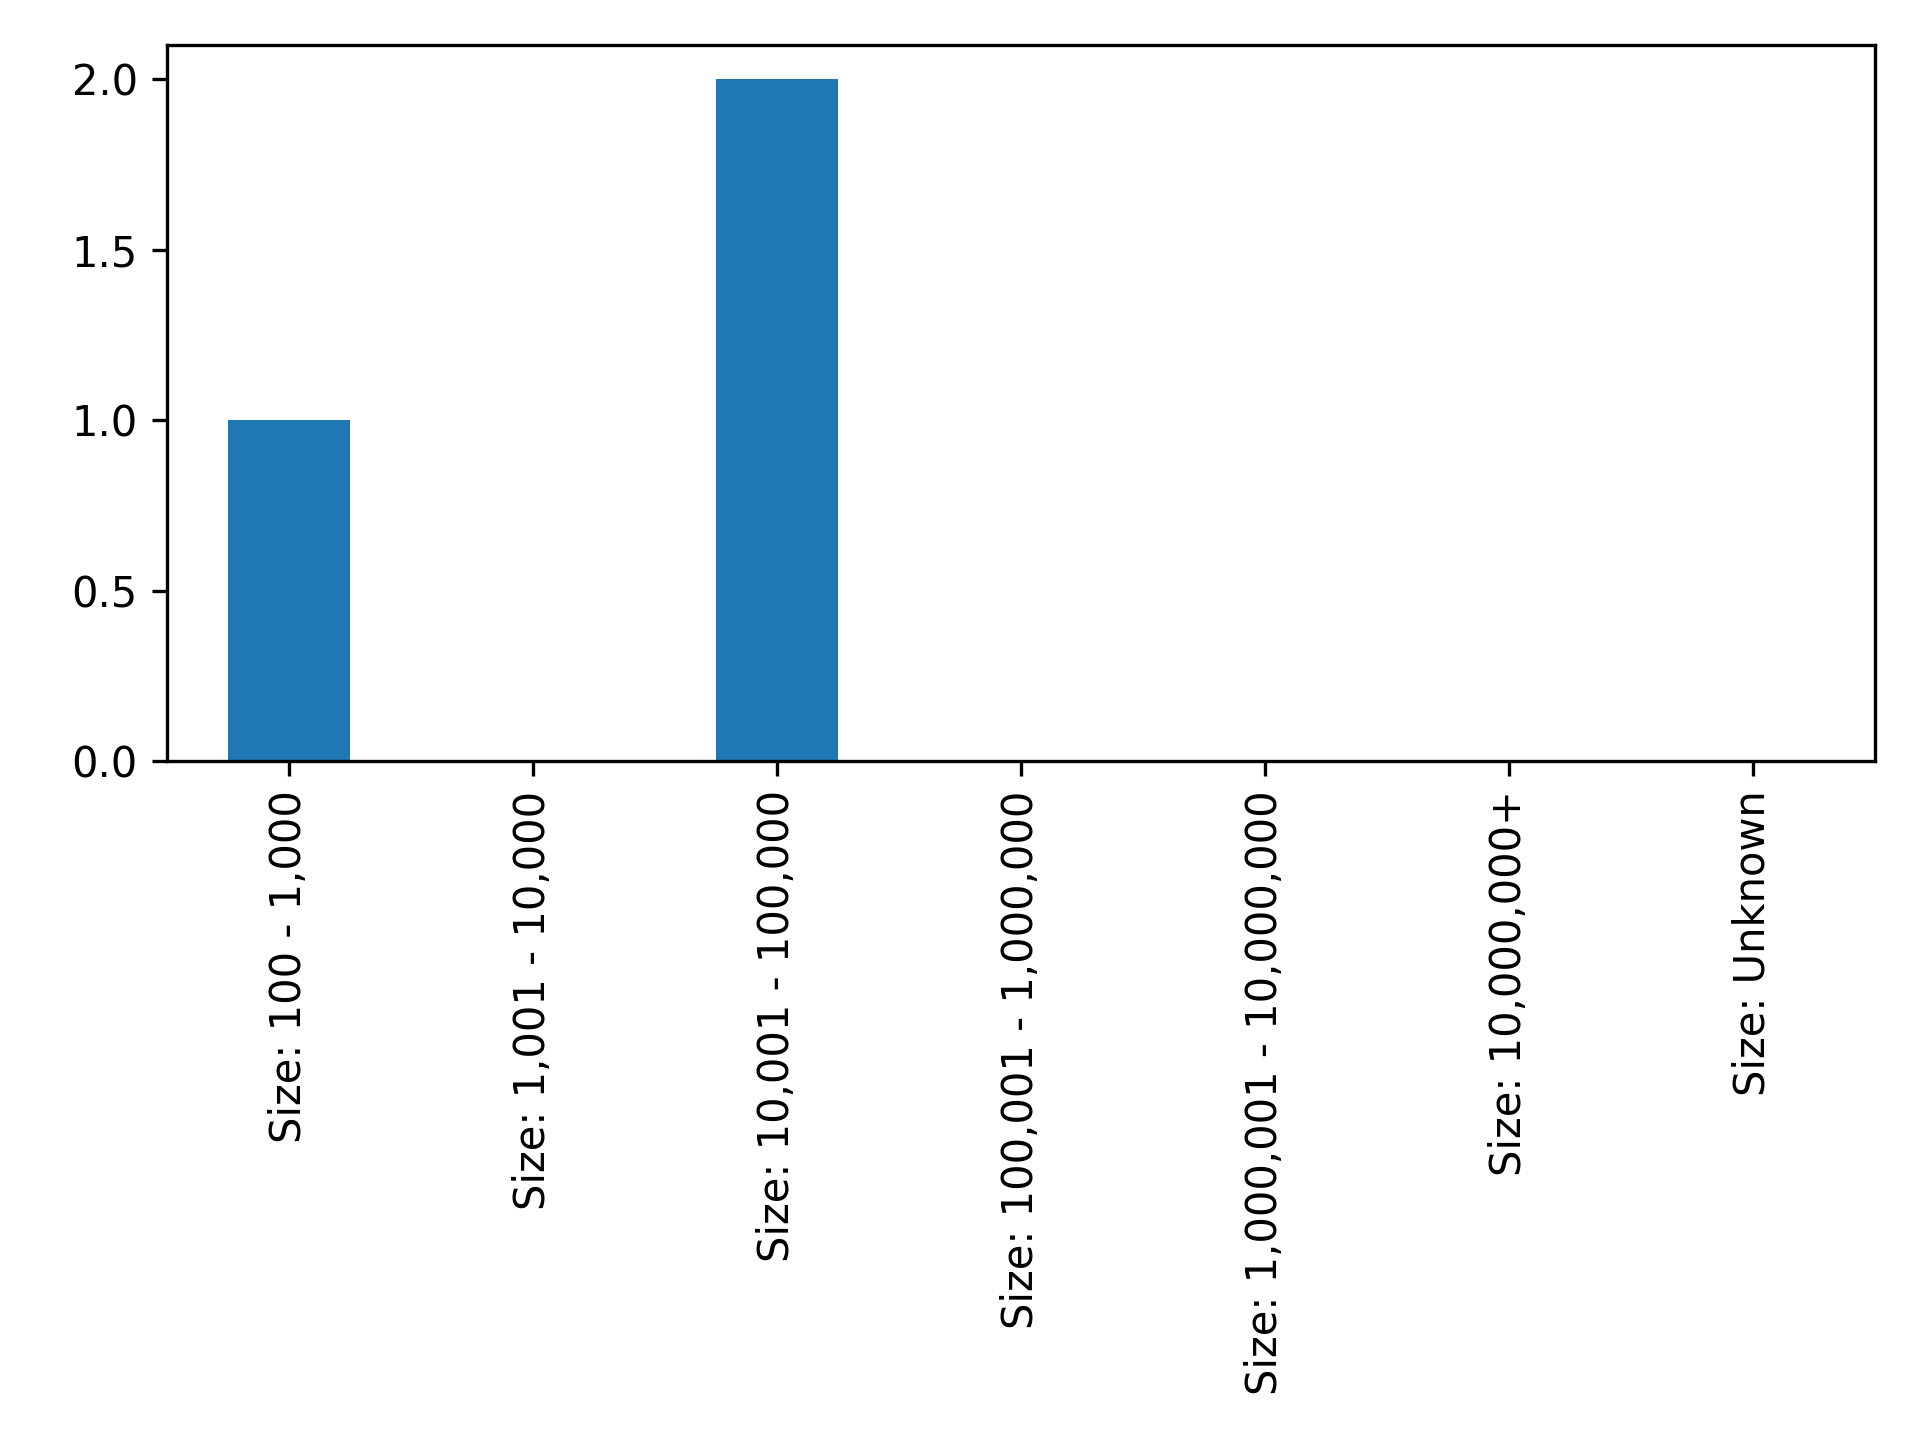 2.0
1.5
1.0
0.5
0.0
Size: 100 - 1,000
Size: 1,001 - 10,000
Size: 10,001 - 100,000
Size: 100,001 - 1,000,000
Size: 1,000,001 - 10,000,000
Size: 10,000,000+
Size: Unknown